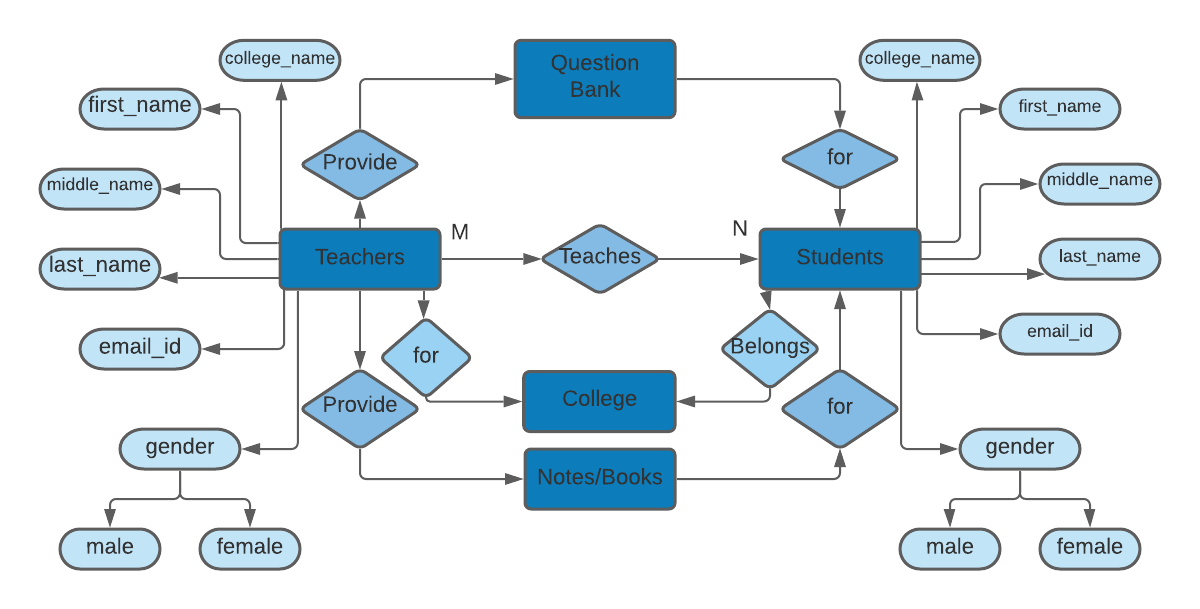 college_name
Question
Bank
college_name
first_name
first_name
Provide
for
middle_name
middle_name
M
N
Teachers
Teaches
Students
last_name
last_name
email_id
for
Belongs
email_id
Provide
College
for
gender
Notes/Books
gender
male
female
male
female